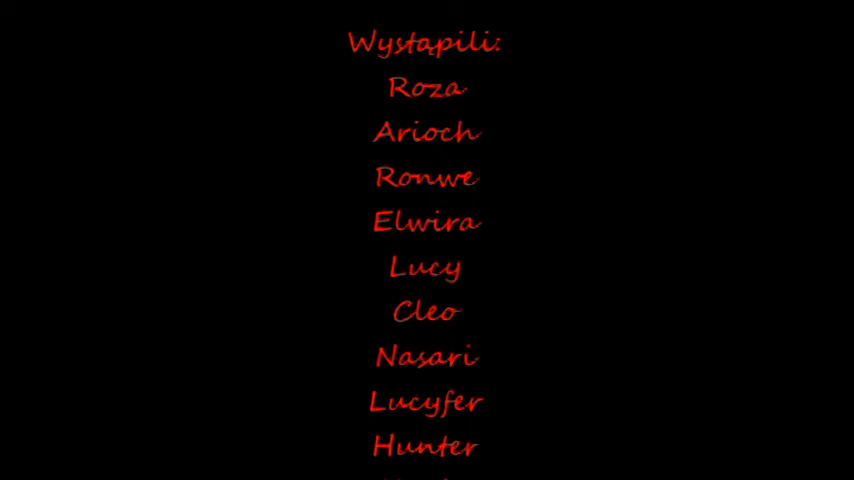 Wystąpili:
Roza
Arioch
Ronwe
Elwira
Lucy
Cleo
Nasari
Lucyfer
Hunter